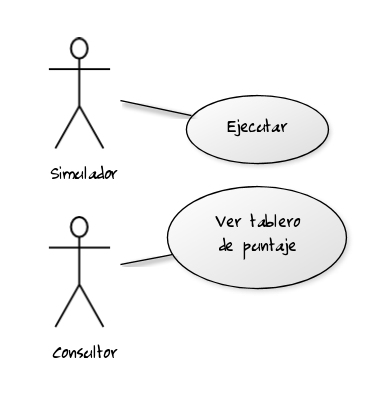 Ejecutar
Simulador
Ver tablero
de puntaje
Consultor